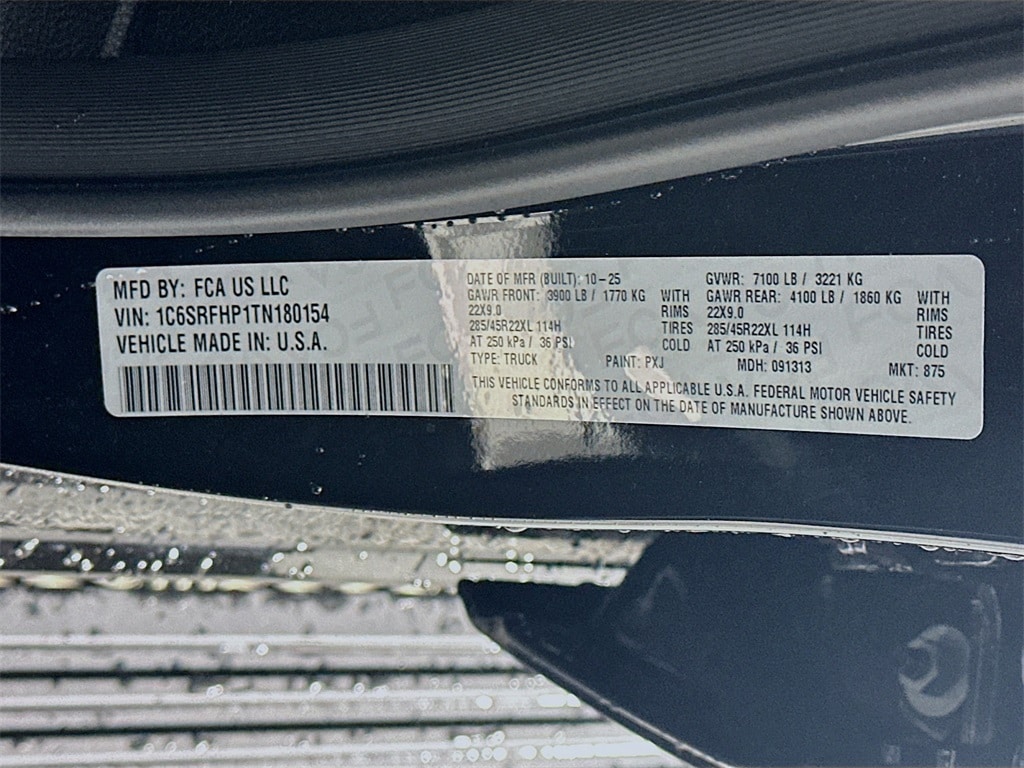 MFD BY: FCA US LLC
VIN: 1C6SRFHP1TN180154
VEHICLE MADE IN: U.S.A.
DATE OF MFR (BUILT): 10-25
GAWR FRONT: 3900 LB / 1770 KG WITH
22X9.0 RIMS
285/45R22XL 114H TIRES
AT 250 kPa / 36 PSI COLD
TYPE: TRUCK PAINT: PXJ
GVWR: 7100 LB / 3221 KG
GAWR REAR: 4100 LB / 1860 KG WITH
22X9.0 RIMS
285/45R22XL 114H TIRES
AT 250 kPa / 36 PSI COLD
MDH: 091313 MKT: 875
THIS VEHICLE CONFORMS TO ALL APPLICABLE U.S.A. FEDERAL MOTOR VEHICLE SAFETY
STANDARDS IN EFFECT ON THE DATE OF MANUFACTURE SHOWN ABOVE.